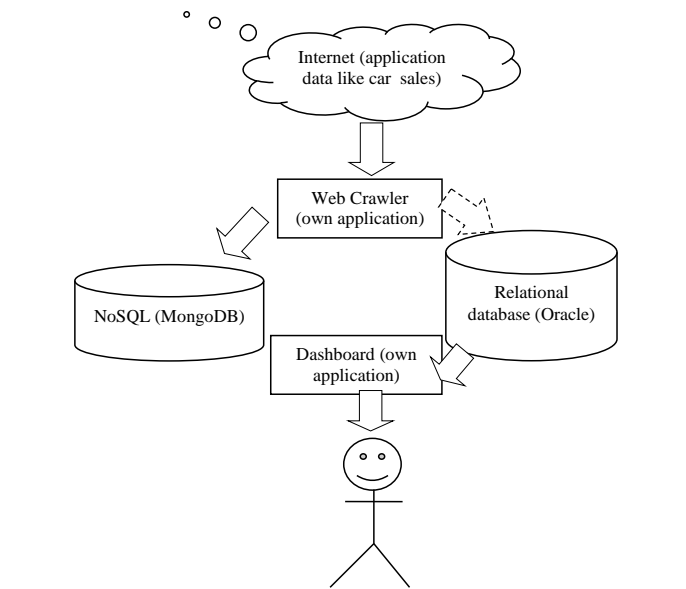 Internet (application
data like car  sales)
Web Crawler
(own application)
NoSQL (MongoDB)
Relational
database (Oracle)
Dashboard (own
application)